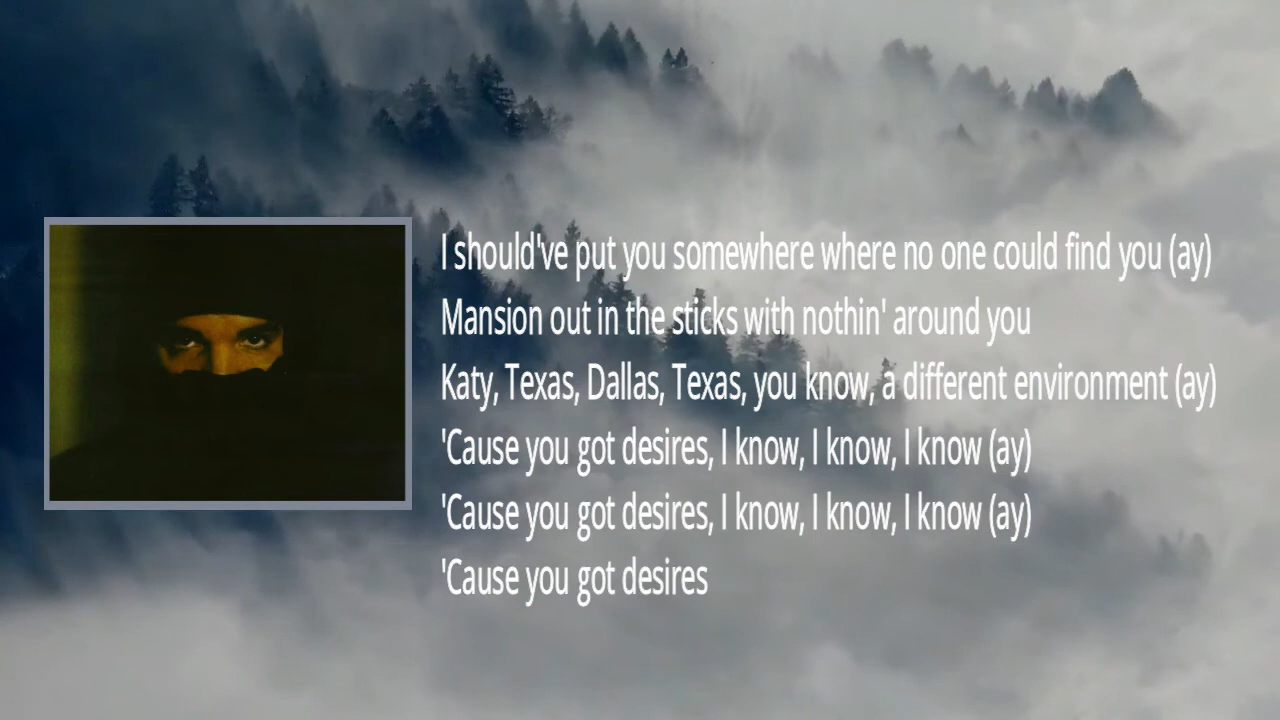 I should've put you somewhere where no one could find you (ay)
Mansion out in the sticks with nothin' around you
Katy, Texas, Dallas, Texas, you know, a different environment (ay)
'Cause you got desires, I know, I know, I know (ay)
'Cause you got desires, I know, I know, I know (ay)
'Cause you got desires